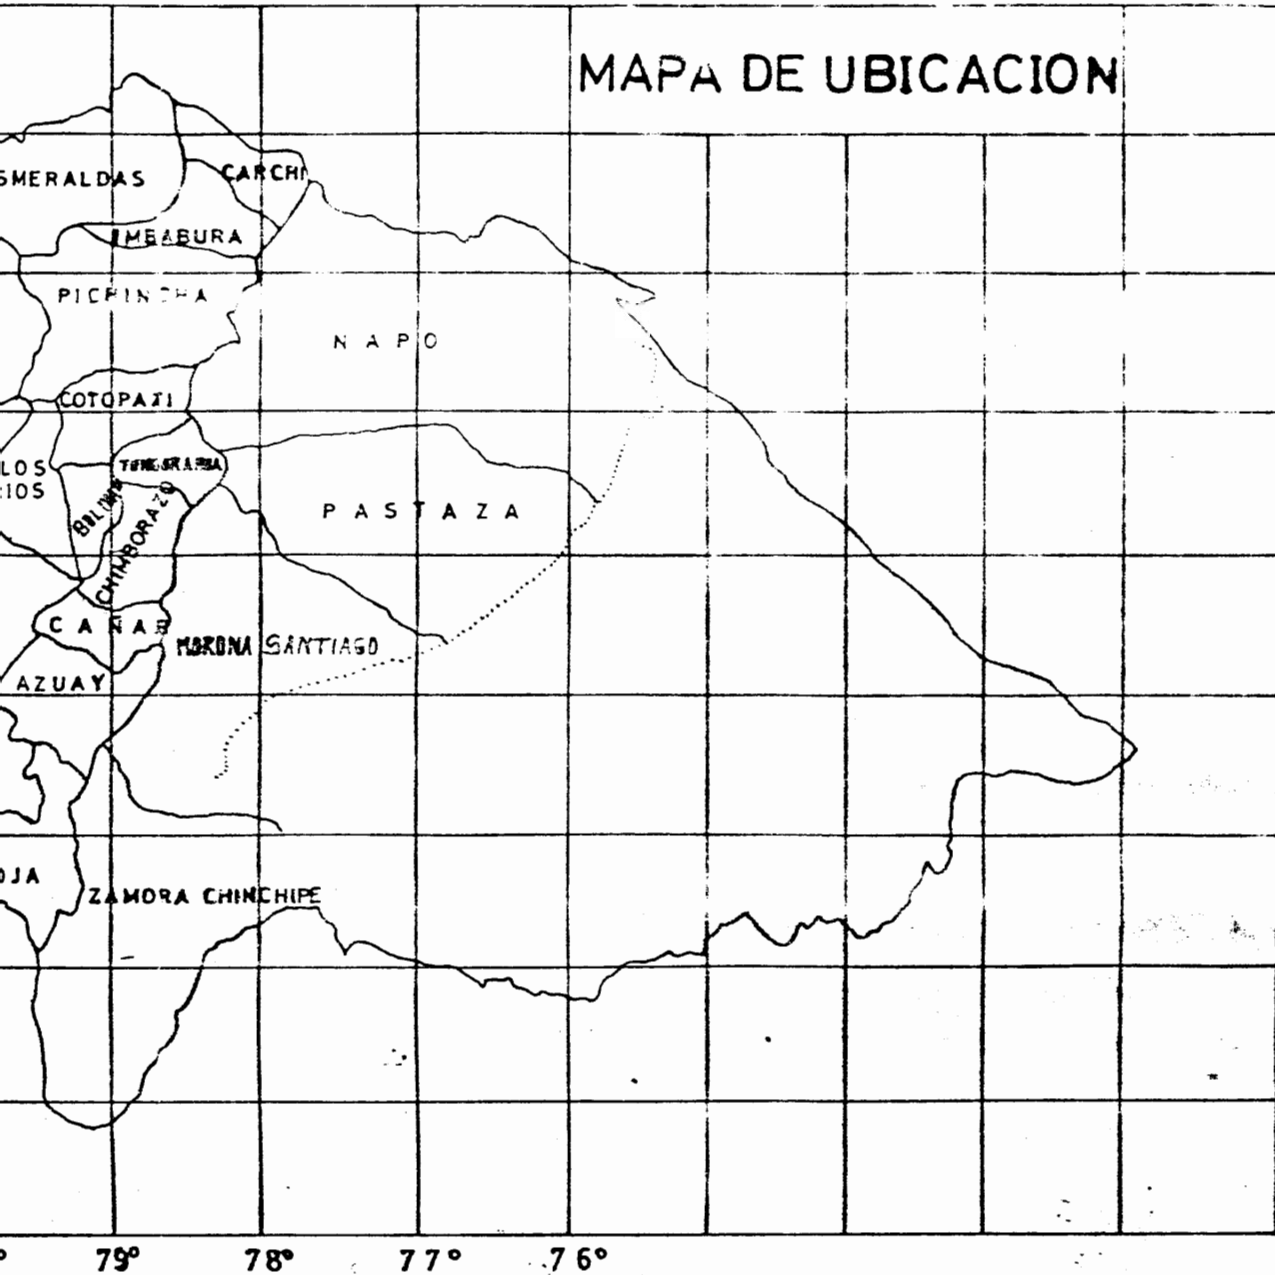 MAPA DE UBICACION
SMERALDAS
CARCHI
IMBABURA
PICHINCHA
NAPO
COTOPAXI
LOS
IOS
TUNGURAHUA
BOLIVAR
CHIMBORAZO
PASTAZA
CAÑAR
MORONA SANTIAGO
AZUAY
OJA
ZAMORA CHINCHIPE
79° 78° 77° 76°